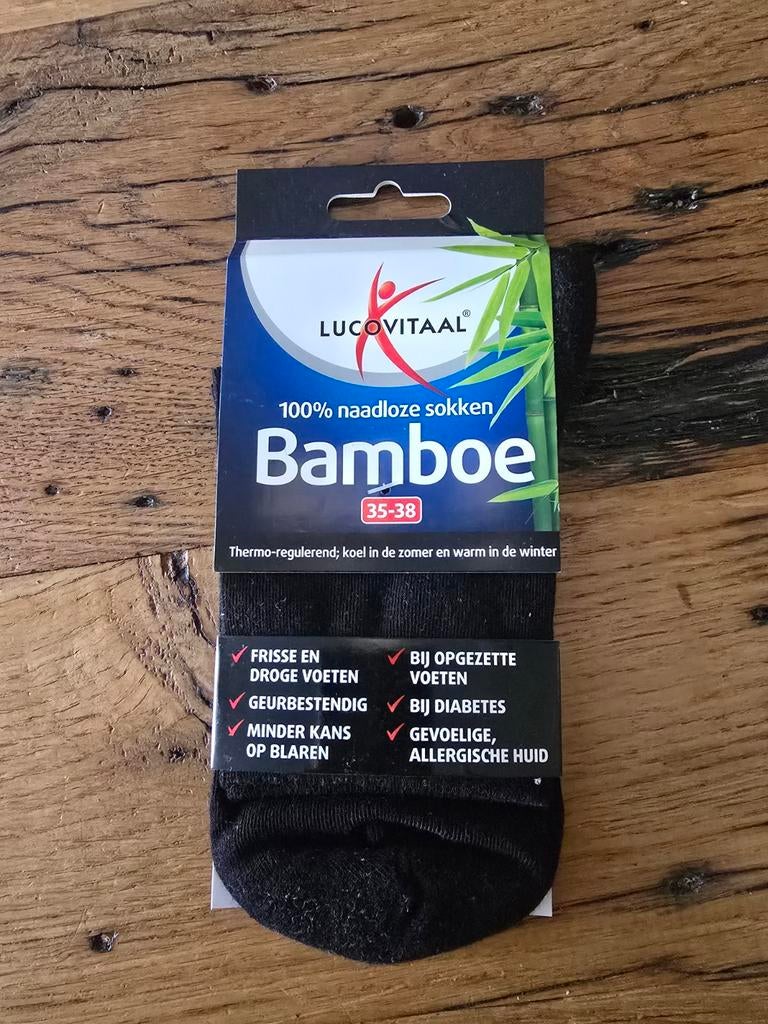 LUCOVITAAL®
100% naadloze sokken
Bamboe
35-38
Thermo-regulerend; koel in de zomer en warm in de winter
FRISSE EN
DROGE VOETEN
GEURBESTENDIG
MINDER KANS
OP BLAREN
BIJ OPGEZETTE
VOETEN
BIJ DIABETES
GEVOELIGE,
ALLERGISCHE HUID